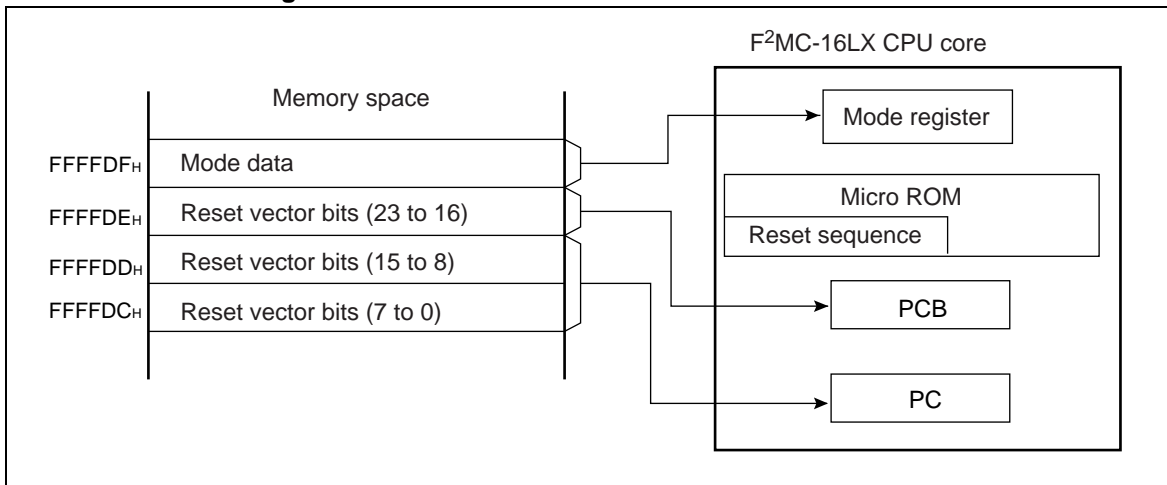 F²MC-16LX CPU core
Memory space
Mode register
FFFFDFH Mode data
Micro ROM
FFFFDEH Reset vector bits (23 to 16)
Reset sequence
FFFFDDH Reset vector bits (15 to 8)
FFFFDCH Reset vector bits (7 to 0)
PCB
PC